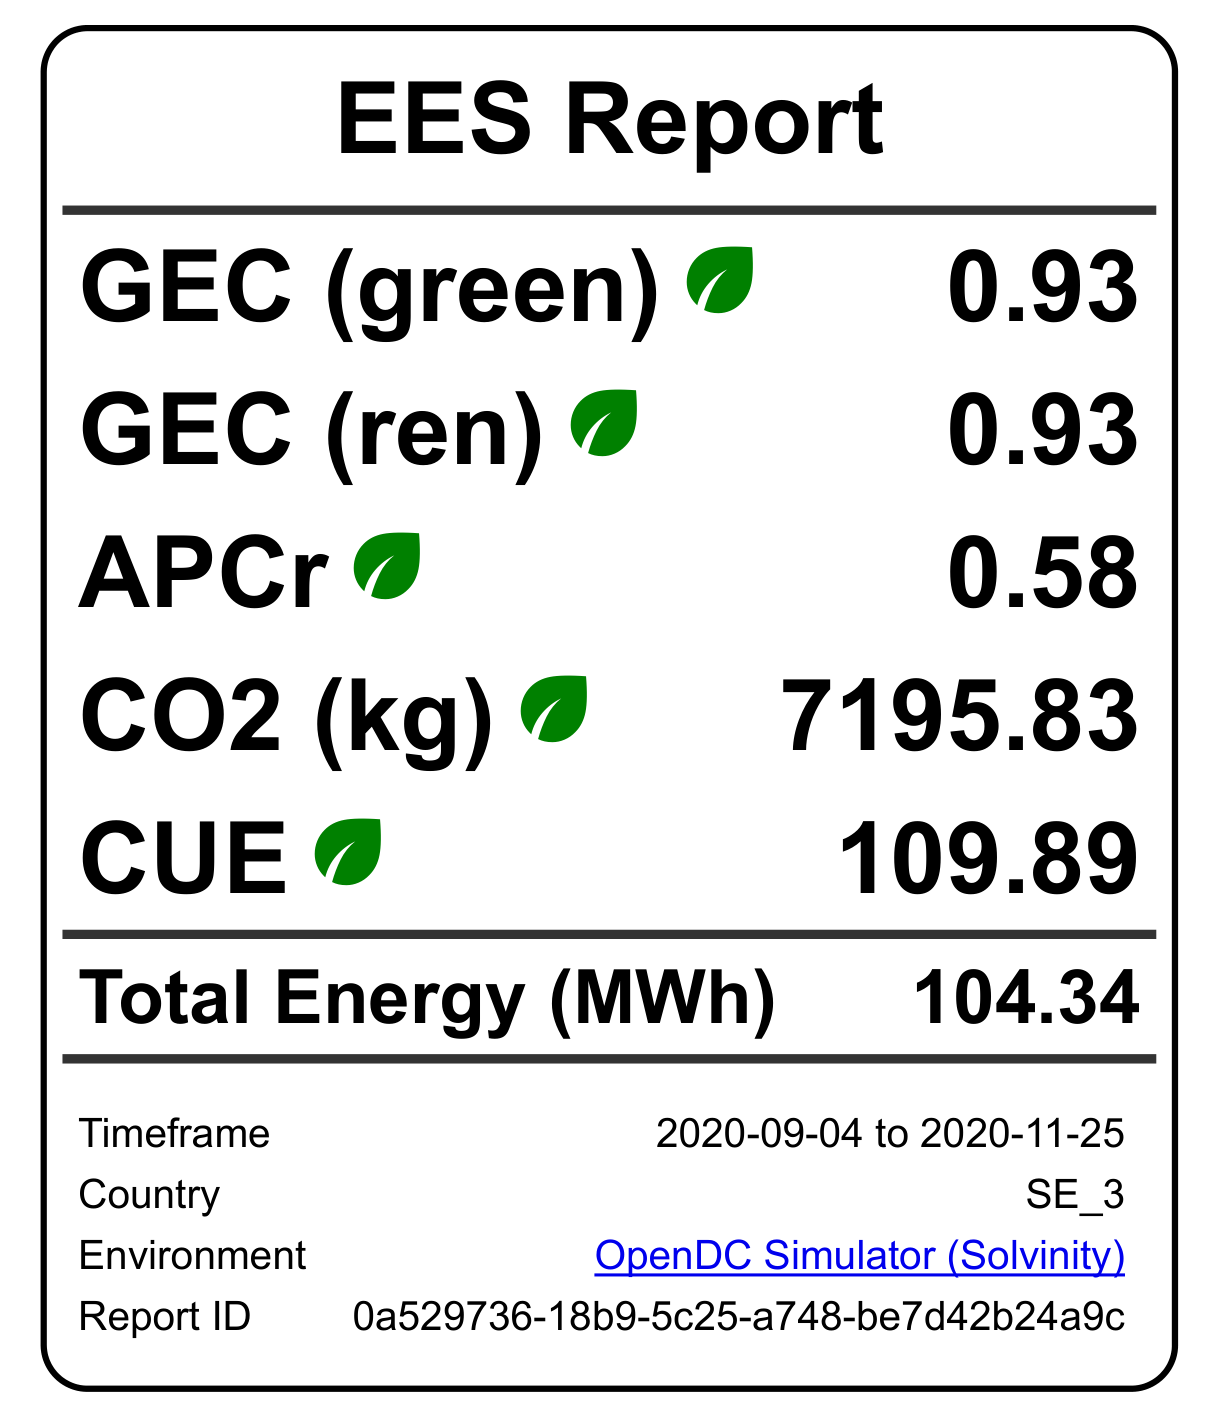 EES Report
GEC (green) 0.93
GEC (ren) 0.93
APCr 0.58
CO2 (kg) 7195.83
CUE 109.89
Total Energy (MWh) 104.34
Timeframe 2020-09-04 to 2020-11-25
Country SE_3
Environment OpenDC Simulator (Solvinity)
Report ID 0a529736-18b9-5c25-a748-be7d42b24a9c